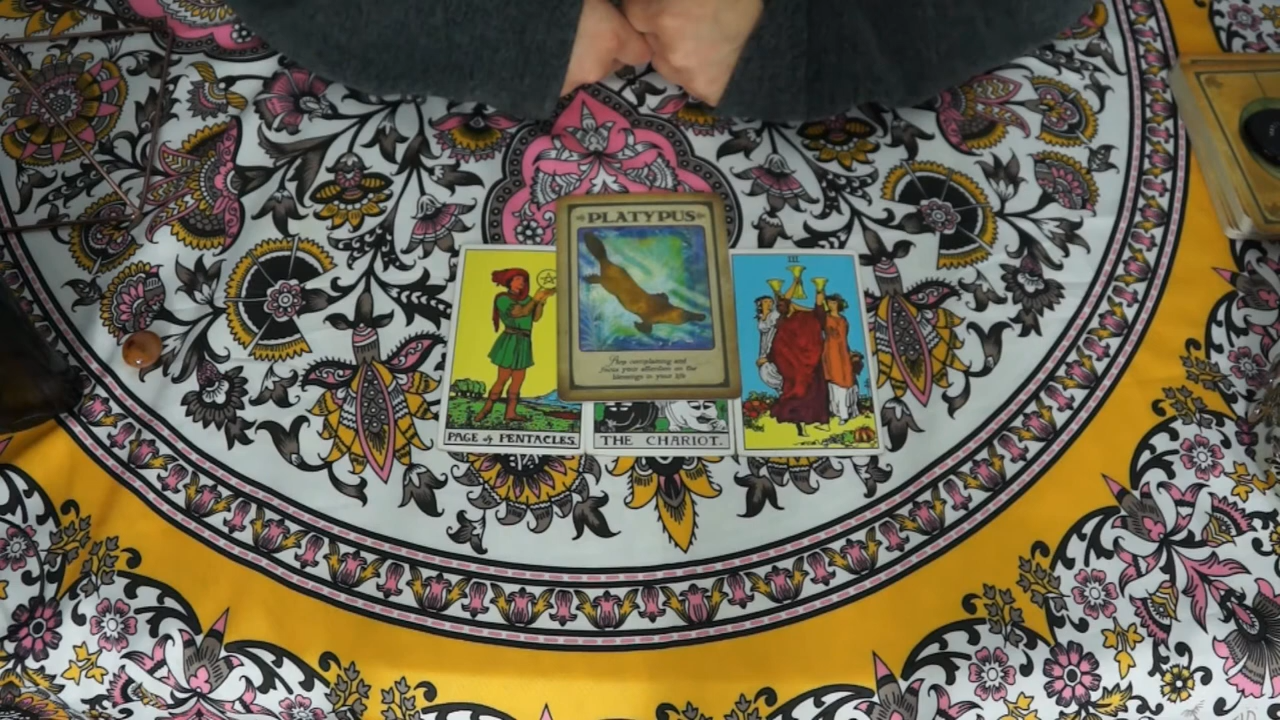 PLATYPUS
Stop complaining and
focus your attention on the
blessings in your life
III
PAGE of PENTACLES.
THE CHARIOT.